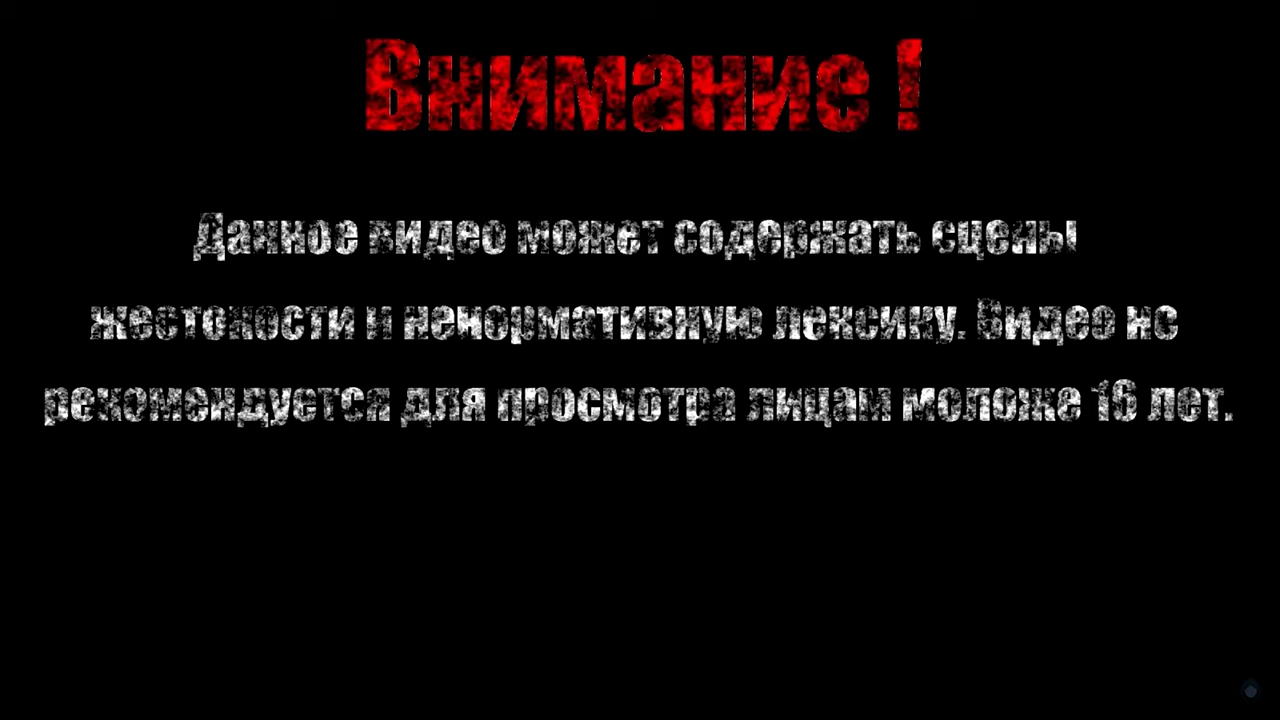 Внимание !
Данное видео может содержать сцены
жестокости и ненормативную лексику. Видео не
рекомендуется для просмотра лицам моложе 16 лет.